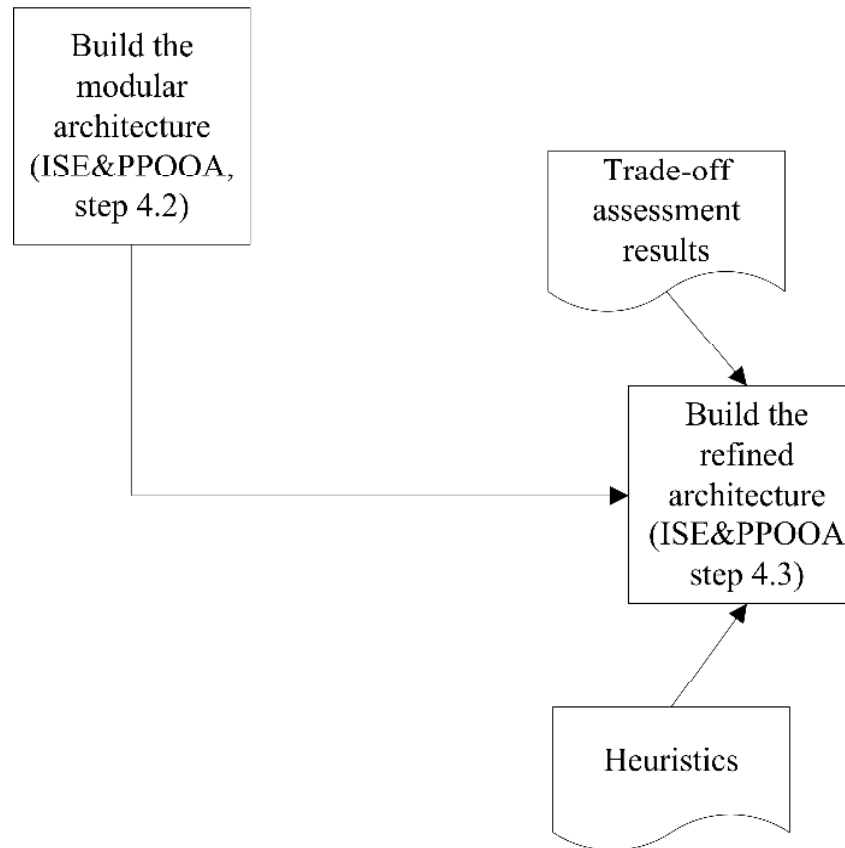 Build the
modular
architecture
(ISE&PPOOA,
step 4.2)
Trade-off
assessment
results
Build the
refined
architecture
(ISE&PPOOA
step 4.3)
Heuristics